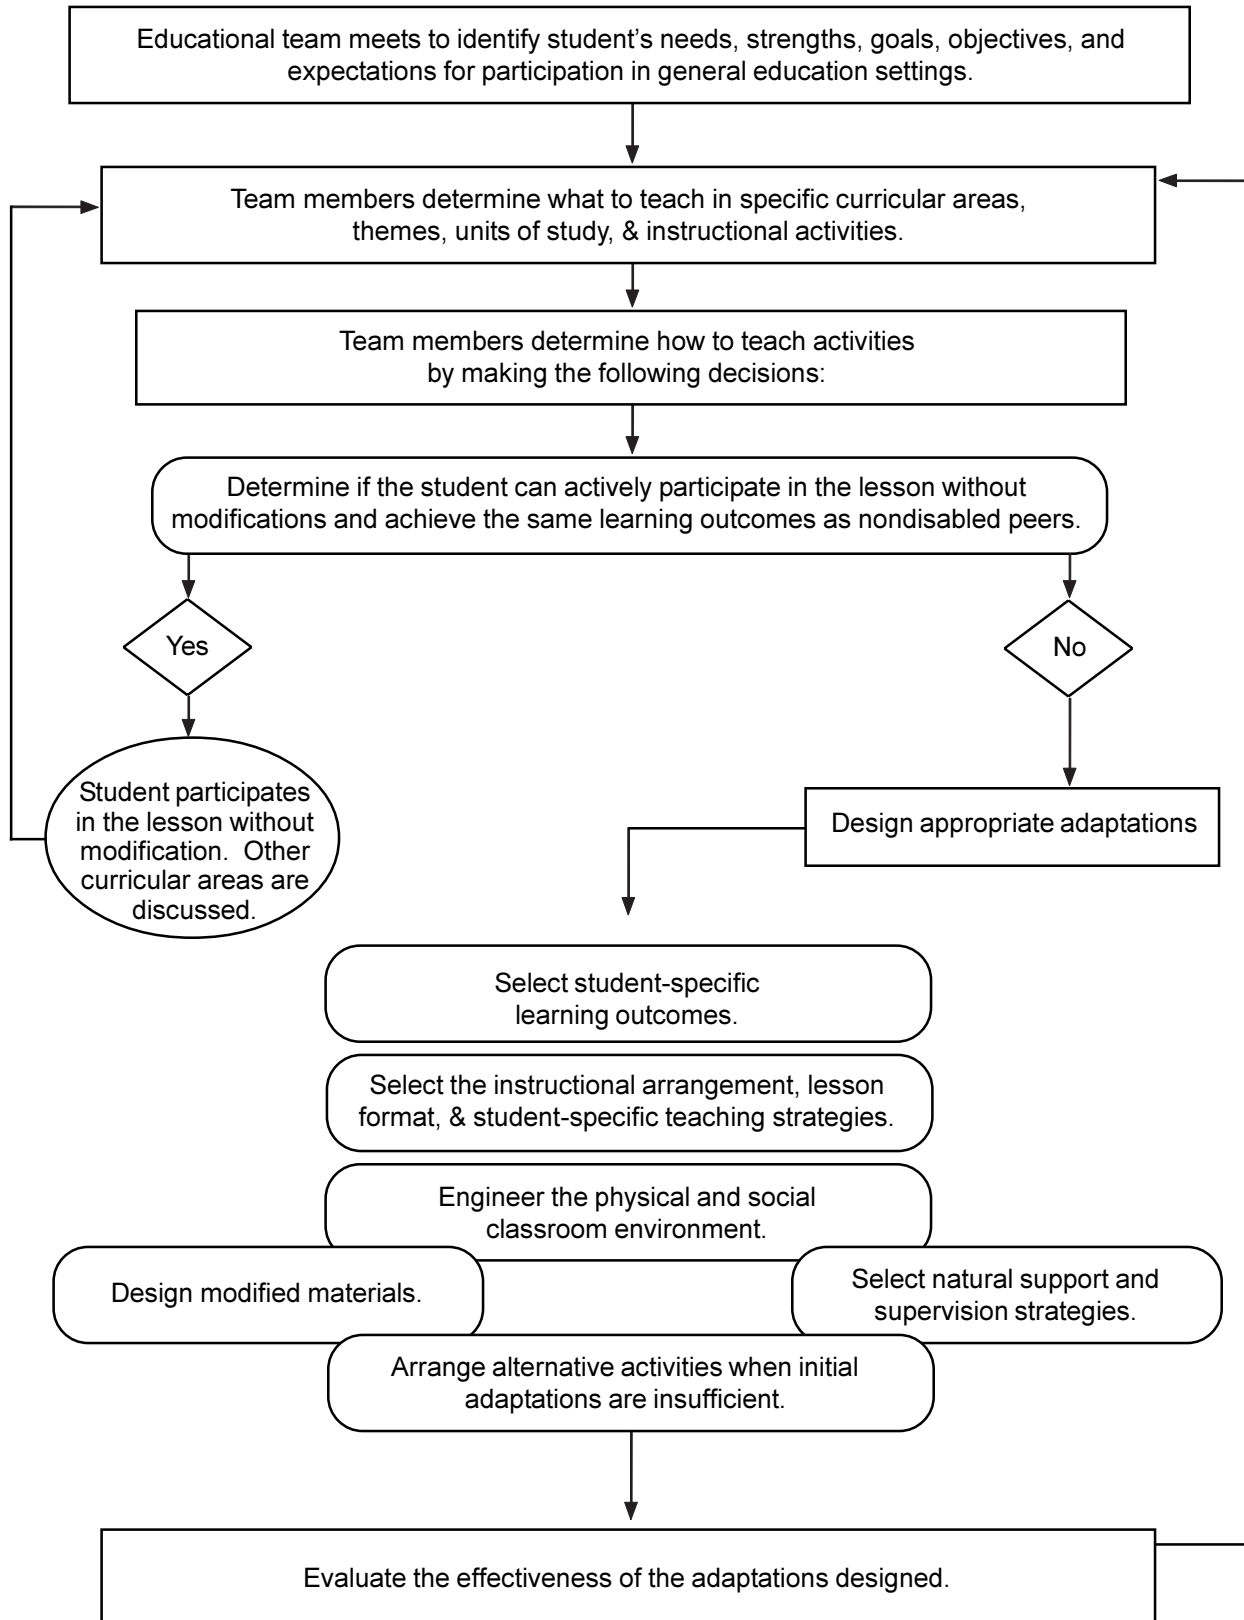 Educational team meets to identify student’s needs, strengths, goals, objectives, and
expectations for participation in general education settings.
Team members determine what to teach in specific curricular areas,
themes, units of study, & instructional activities.
Team members determine how to teach activities
by making the following decisions:
Determine if the student can actively participate in the lesson without
modifications and achieve the same learning outcomes as nondisabled peers.
Yes
No
Student participates
in the lesson without
modification.  Other
curricular areas are
discussed.
Design appropriate adaptations
Select student-specific
learning outcomes.
Select the instructional arrangement, lesson
format, & student-specific teaching strategies.
Engineer the physical and social
classroom environment.
Design modified materials.
Select natural support and
supervision strategies.
Arrange alternative activities when initial
adaptations are insufficient.
Evaluate the effectiveness of the adaptations designed.